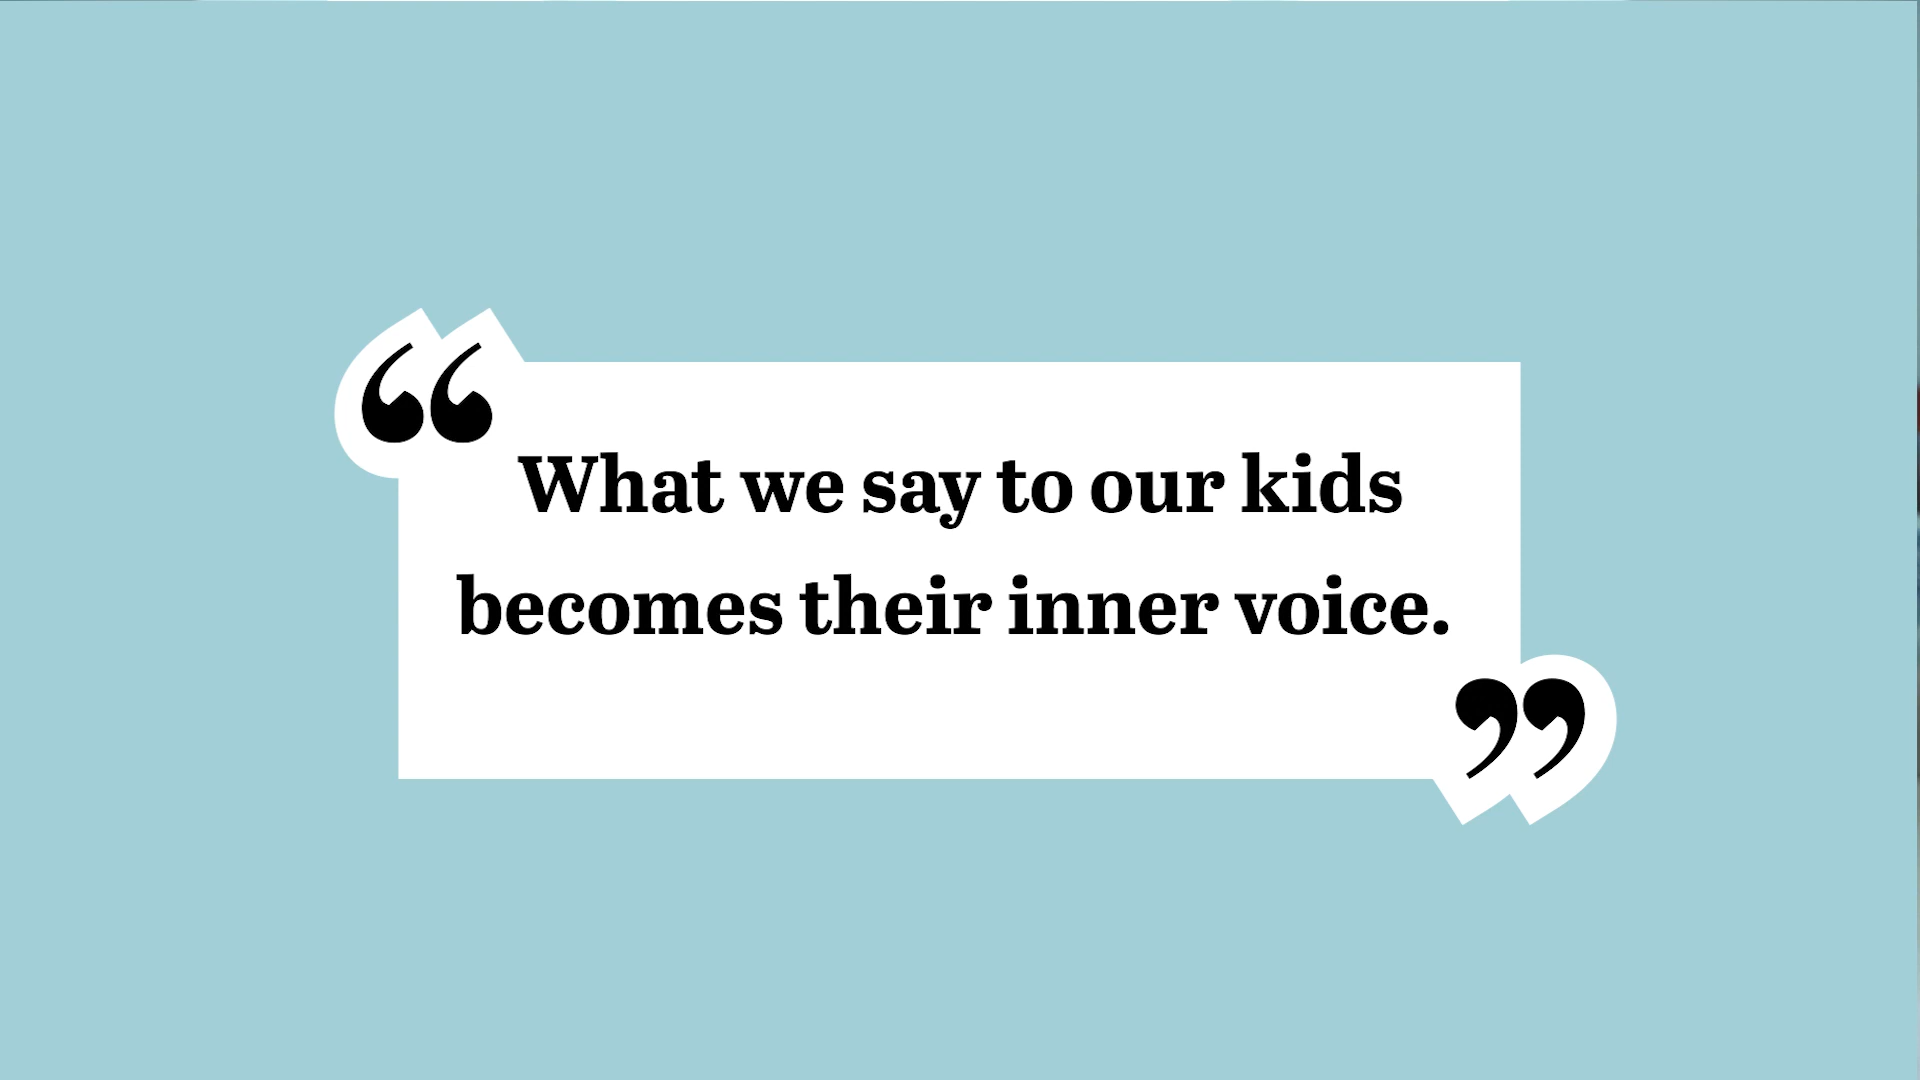 “What we say to our kids
becomes their inner voice.”